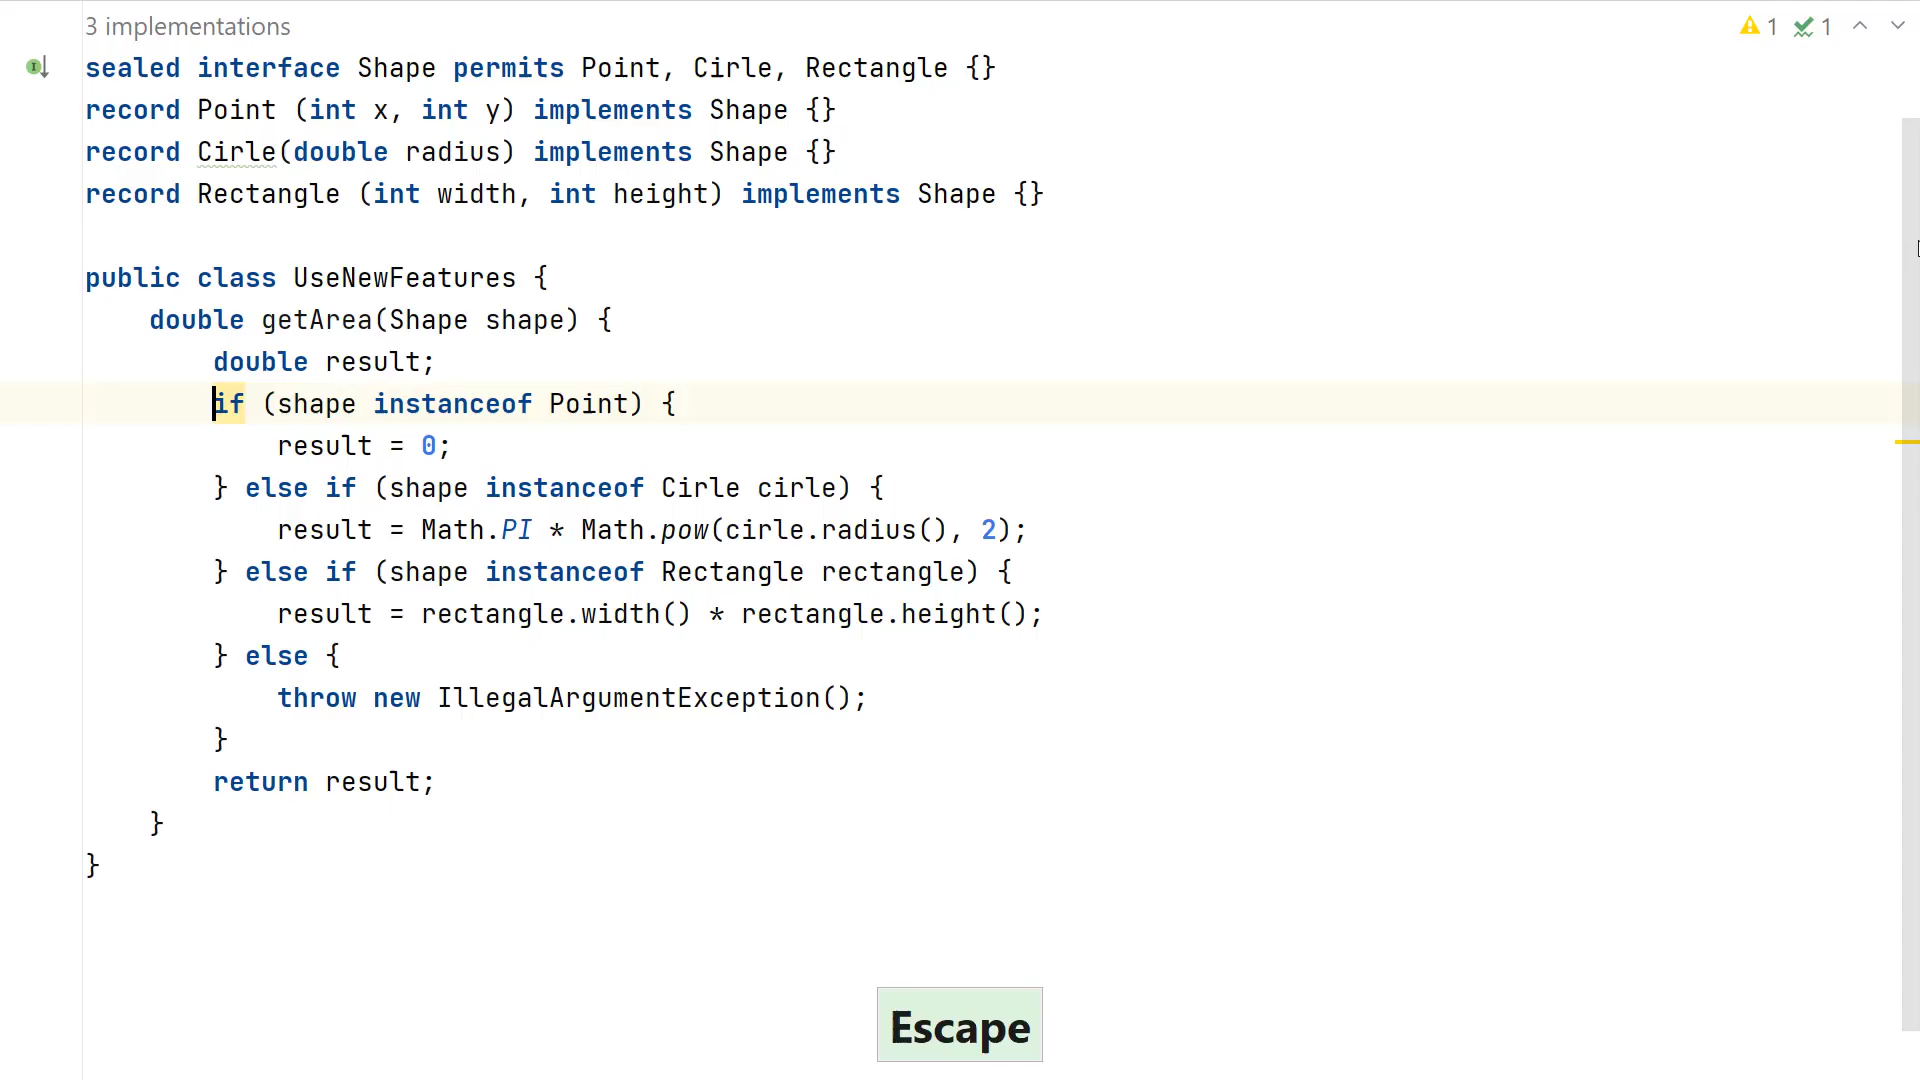 3 implementations
1 1
sealed interface Shape permits Point, Cirle, Rectangle {}
record Point (int x, int y) implements Shape {}
record Cirle(double radius) implements Shape {}
record Rectangle (int width, int height) implements Shape {}
public class UseNewFeatures {
double getArea(Shape shape) {
double result;
if (shape instanceof Point) {
result = 0;
} else if (shape instanceof Cirle cirle) {
result = Math.PI * Math.pow(cirle.radius(), 2);
} else if (shape instanceof Rectangle rectangle) {
result = rectangle.width() * rectangle.height();
} else {
throw new IllegalArgumentException();
}
return result;
}
}
Escape